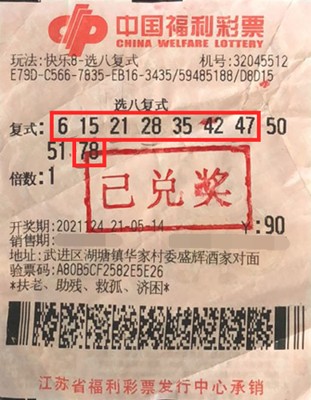 中国福利彩票
CHINA WELFARE LOTTERY
玩法：快乐8-选八复式 机号：32045512
E79D-C566-7835-EB16-3435/59485188/D8D15
选八复式
复式： 6 15 21 28 35 42 47 50
51 78
倍数：1
已兑奖
开奖期：2021124 21-05-14 ￥:90
销售期：
地址：武进区湖塘镇华家村委盛辉酒家对面
验票码：A80B5CF2582E5E26
*扶老、助残、救孤、济困*
江苏省福利彩票发行中心承销